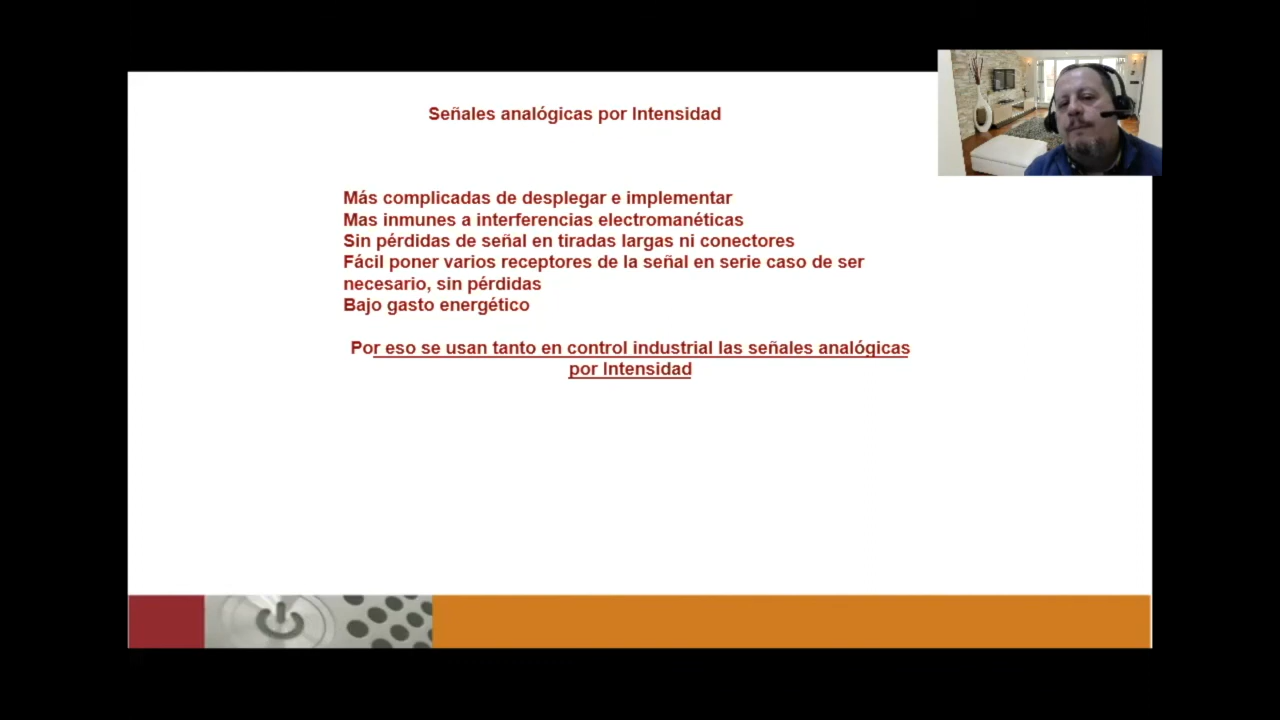 Señales analógicas por Intensidad
Más complicadas de desplegar e implementar
Mas inmunes a interferencias electromanéticas
Sin pérdidas de señal en tiradas largas ni conectores
Fácil poner varios receptores de la señal en serie caso de ser
necesario, sin pérdidas
Bajo gasto energético
Por eso se usan tanto en control industrial las señales analógicas
por Intensidad